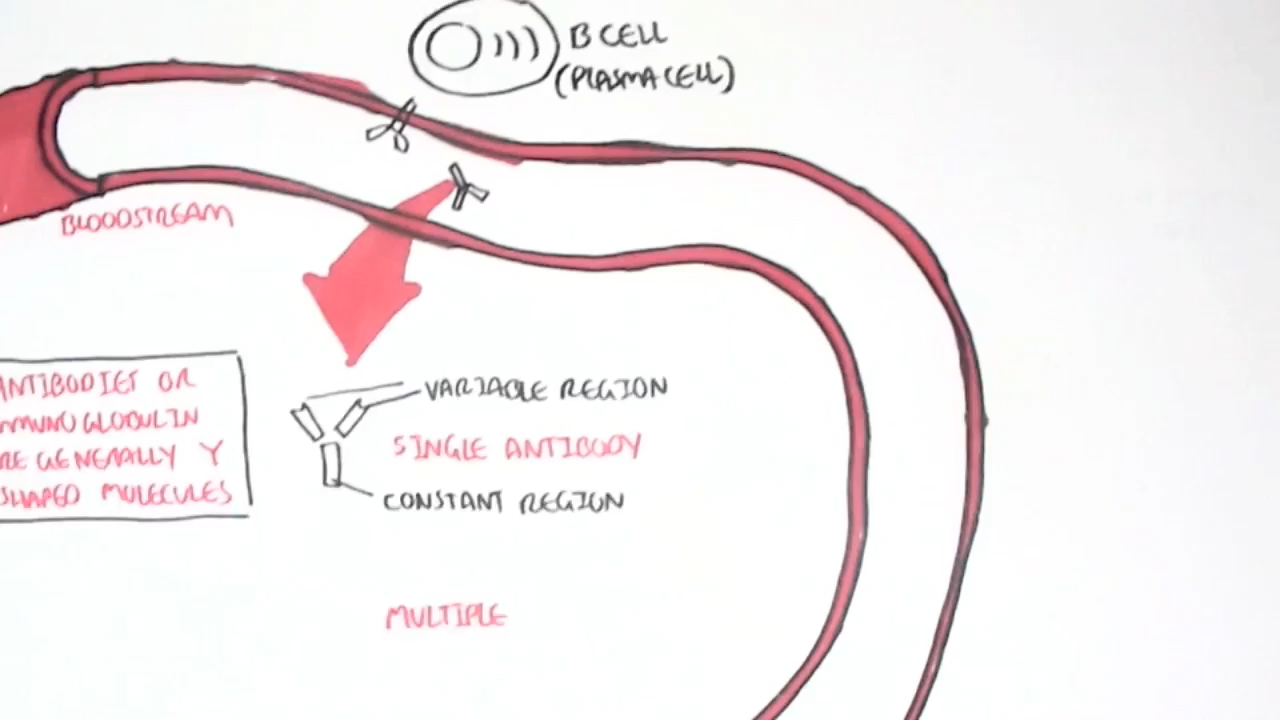 B CELL
(PLASMA CELL)
BLOODSTREAM
ANTIBODIES OR
IMMUNOGLOBULIN
ARE GENERALLY Y
SHAPED MOLECULES
VARIABLE REGION
SINGLE ANTIBODY
CONSTANT REGION
MULTIPLE